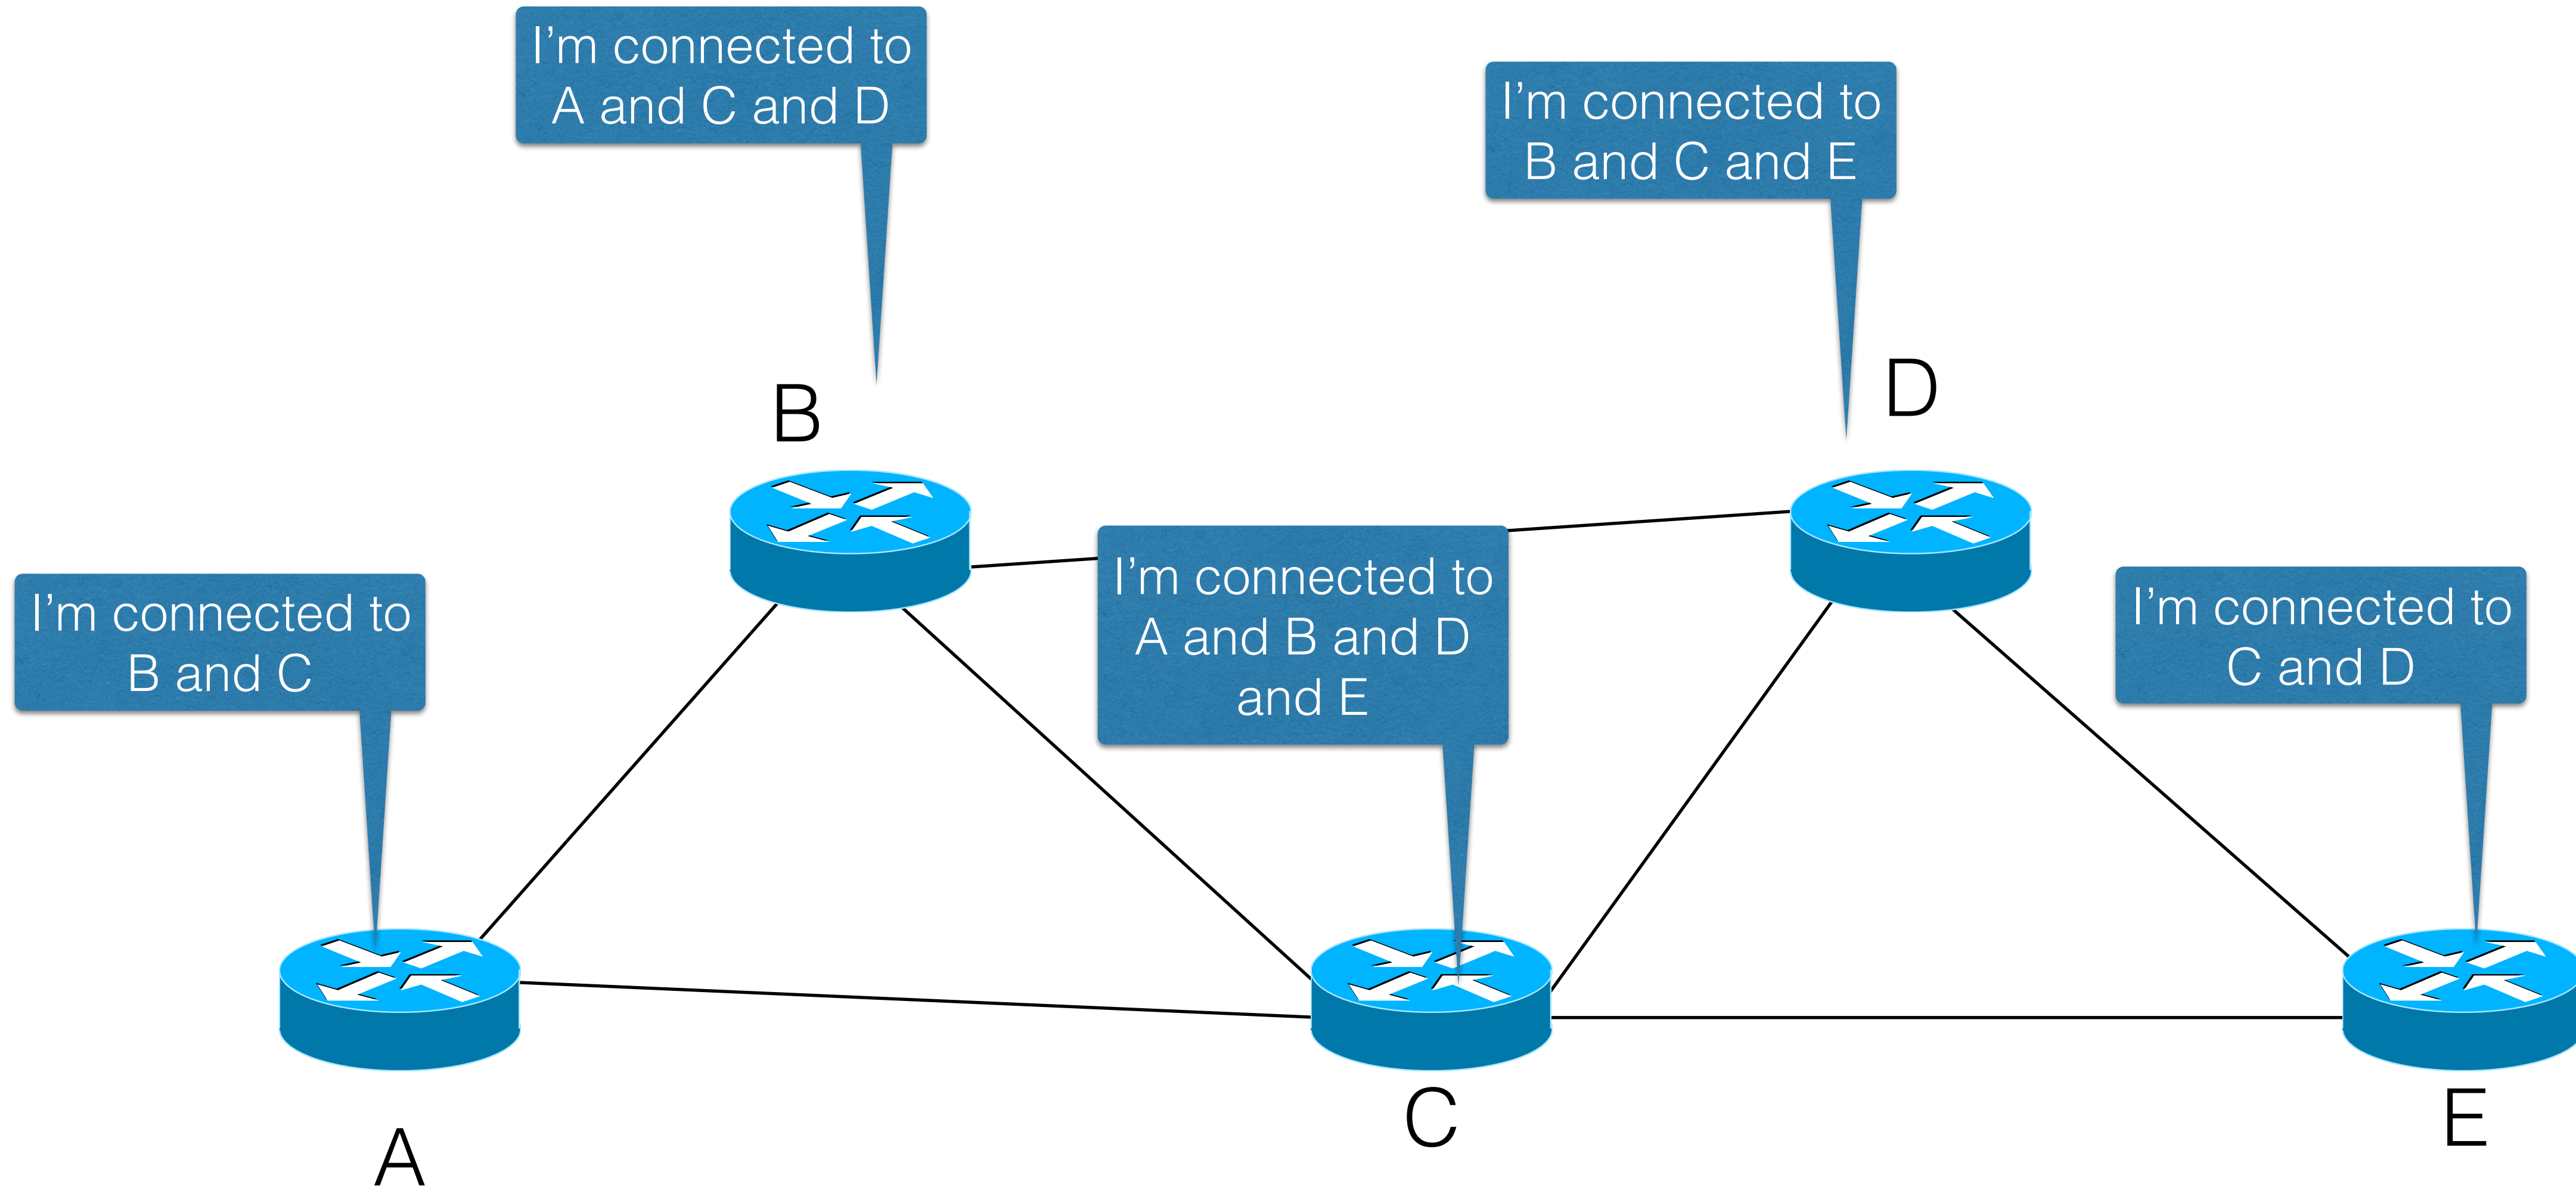 I'm connected to
A and C and D
I'm connected to
B and C and E
B
D
I'm connected to
A and B and D
and E
I'm connected to
B and C
I'm connected to
C and D
A
C
E